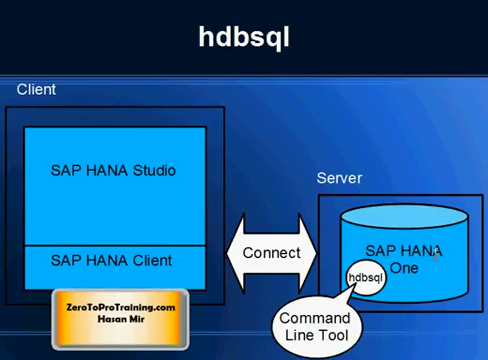 hdbsql
Client
SAP HANA Studio
SAP HANA Client
Connect
Server
SAP HANA
One
hdbsql
Command
Line Tool
ZeroToProTraining.com
Hasan Mir